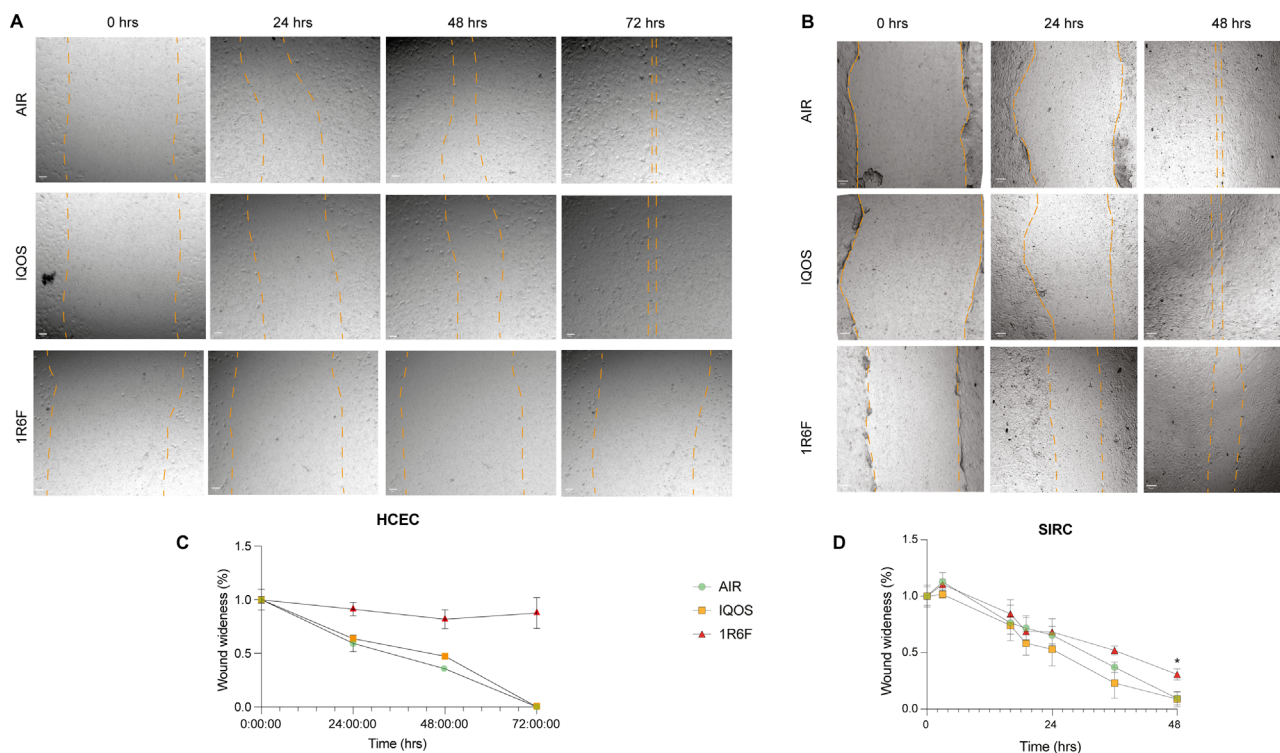 A
0 hrs
24 hrs
48 hrs
72 hrs
AIR
IQOS
1R6F
B
0 hrs
24 hrs
48 hrs
AIR
IQOS
1R6F
HCEC
C
Wound wideness (%)
1.5
1.0
0.5
0.0
0:00:00
24:00:00
48:00:00
72:00:00
Time (hrs)
AIR
IQOS
1R6F
SIRC
D
Wound wideness (%)
1.5
1.0
0.5
0.0
*
0
24
48
Time (hrs)